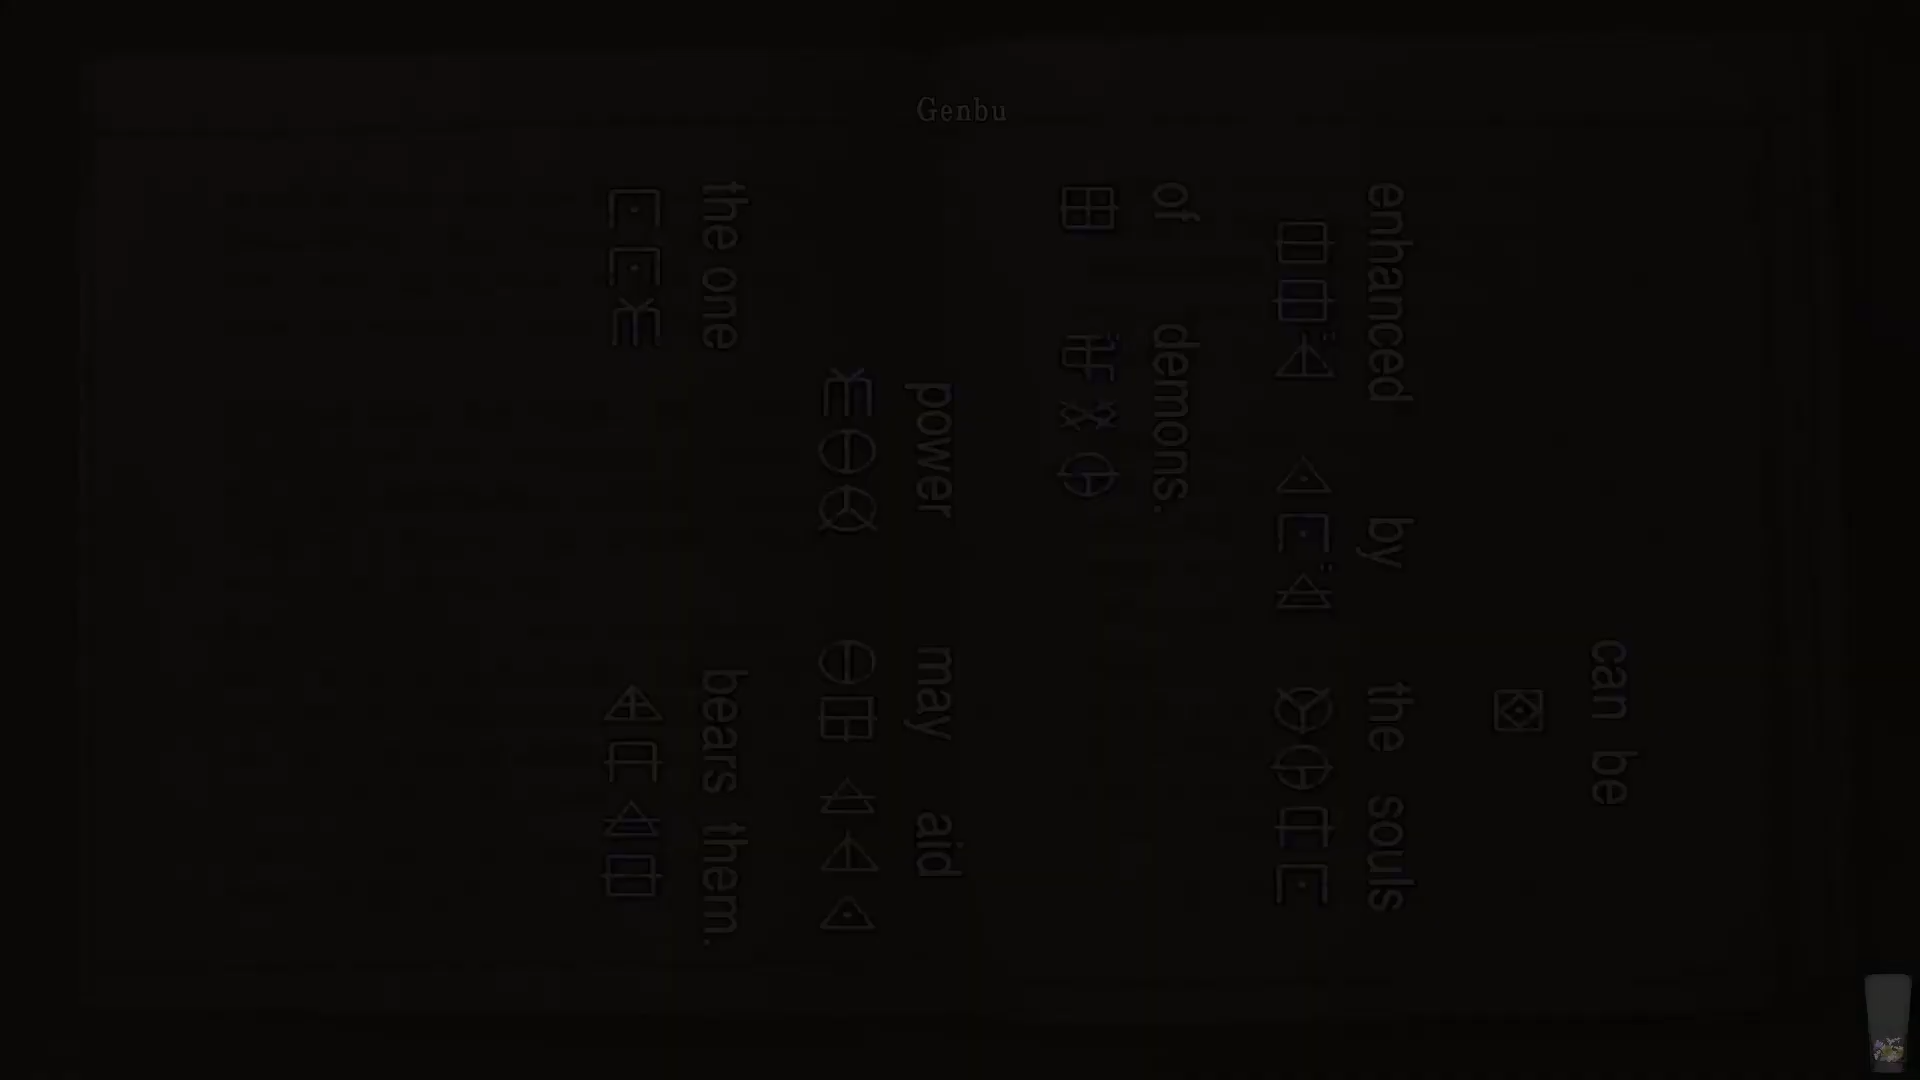 Genbu
can be
enhanced by the souls
of demons.
power may aid
the one bears them.